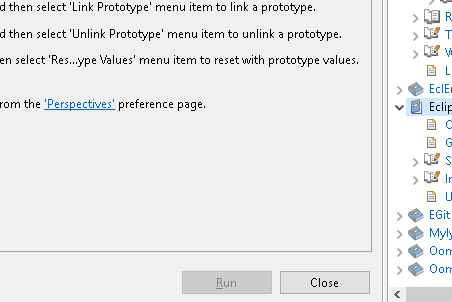 d then select 'Link Prototype' menu item to link a prototype.
d then select 'Unlink Prototype' menu item to unlink a prototype.
en select 'Res...ype Values' menu item to reset with prototype values.
rom the 'Perspectives' preference page.
Run
Close
R
T
W
L
EclE
Eclip
O
G
S
In
U
EGit
Myly
Oom
Oom